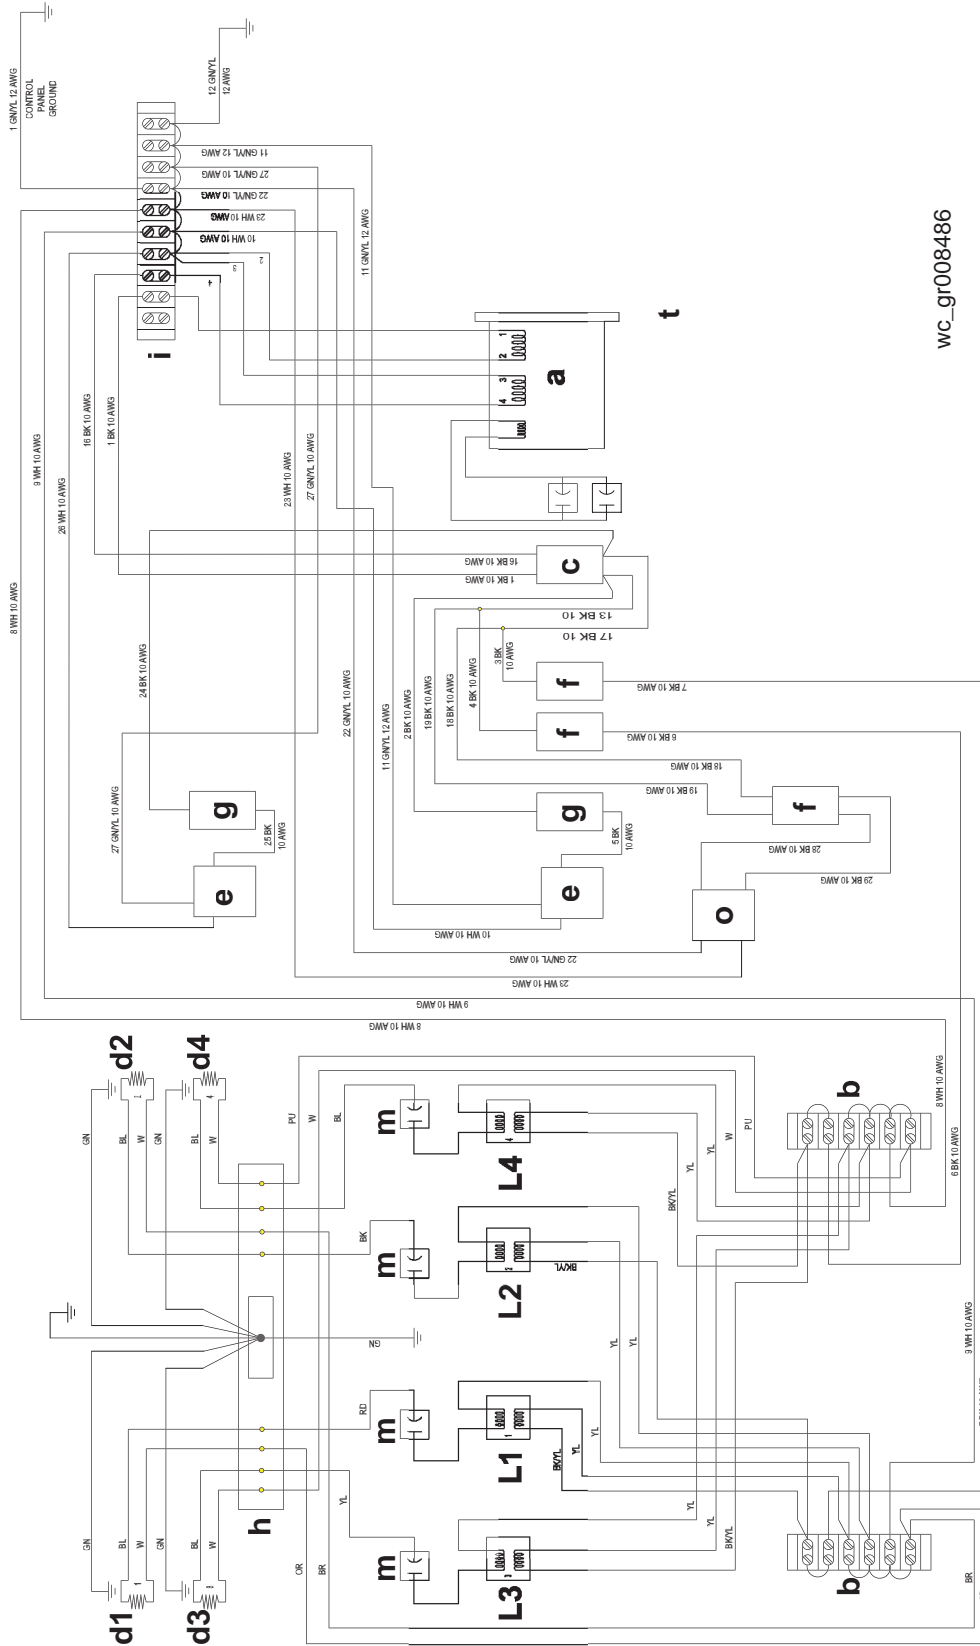 1 GN/YL 12 AWG
CONTROL
PANEL
GROUND
12 GN/YL
12 AWG
11 GN/YL 12 AWG
27 GN/YL 10 AWG
22 GN/YL 10 AWG
23 WH 10 AWG
10 WH 10 AWG
2
3
4
i
8 WH 10 AWG
9 WH 10 AWG
26 WH 10 AWG
16 BK 10 AWG
1 BK 10 AWG
23 WH 10 AWG
27 GN/YL 10 AWG
11 GN/YL 12 AWG
t
1
2
3
4
a
wc_gr008486
16 BK 10 AWG
1 BK 10 AWG
c
13 BK 10
17 BK 10
24 BK 10 AWG
22 GN/YL 10 AWG
11 GN/YL 12 AWG
2 BK 10 AWG
19 BK 10 AWG
18 BK 10 AWG
4 BK 10 AWG
3 BK
10 AWG
f
7 BK 10 AWG
f
6 BK 10 AWG
18 BK 10 AWG
19 BK 10 AWG
f
28 BK 10 AWG
29 BK 10 AWG
27 GN/YL 10 AWG
g
25 BK
10 AWG
e
g
5 BK
10 AWG
e
o
10 WH 10 AWG
22 GN/YL 10 AWG
23 WH 10 AWG
9 WH 10 AWG
8 WH 10 AWG
d2
d4
GN
BL
W
GN
BL
W
4
PU
W
BL
m
L4
4
YL
W
PU
b
8 WH 10 AWG
6 BK 10 AWG
YL
BK/YL
BK
m
L2
2
BK/YL
YL
YL
GN
9 WH 10 AWG
RD
m
L1
1
BK/YL
YL
YL
h
YL
m
L3
3
YL
YL
BK/YL
b
OR
BR
BR
GN
BL
W
GN
BL
W
1
d1
d3